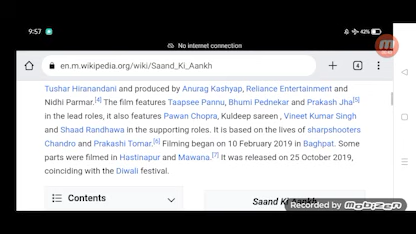 9:57
42%
No internet connection
en.m.wikipedia.org/wiki/Saand_Ki_Aankh
4
Tushar Hiranandani and produced by Anurag Kashyap, Reliance Entertainment and
Nidhi Parmar.[4] The film features Taapsee Pannu, Bhumi Pednekar and Prakash Jha[5]
in the lead roles, it also features Pawan Chopra, Kuldeep sareen , Vineet Kumar Singh
and Shaad Randhawa in the supporting roles. It is based on the lives of sharpshooters
Chandro and Prakashi Tomar.[6] Filming began on 10 February 2019 in Baghpat. Some
parts were filmed in Hastinapur and Mawana.[7] It was released on 25 October 2019,
coinciding with the Diwali festival.
Contents
Saand Ki Aankh
Recorded by Mobizen